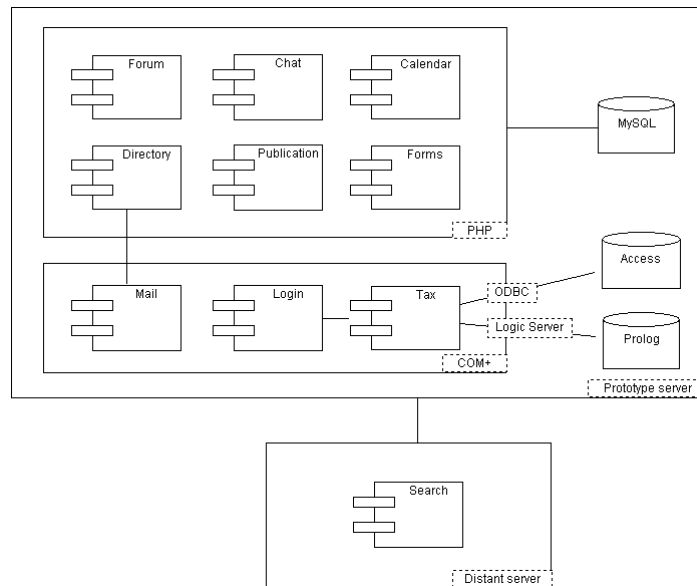 Forum
Chat
Calendar
MySQL
Directory
Publication
Forms
PHP
Access
ODBC
Mail
Login
Tax
Logic Server
Prolog
COM+
Prototype server
Search
Distant server